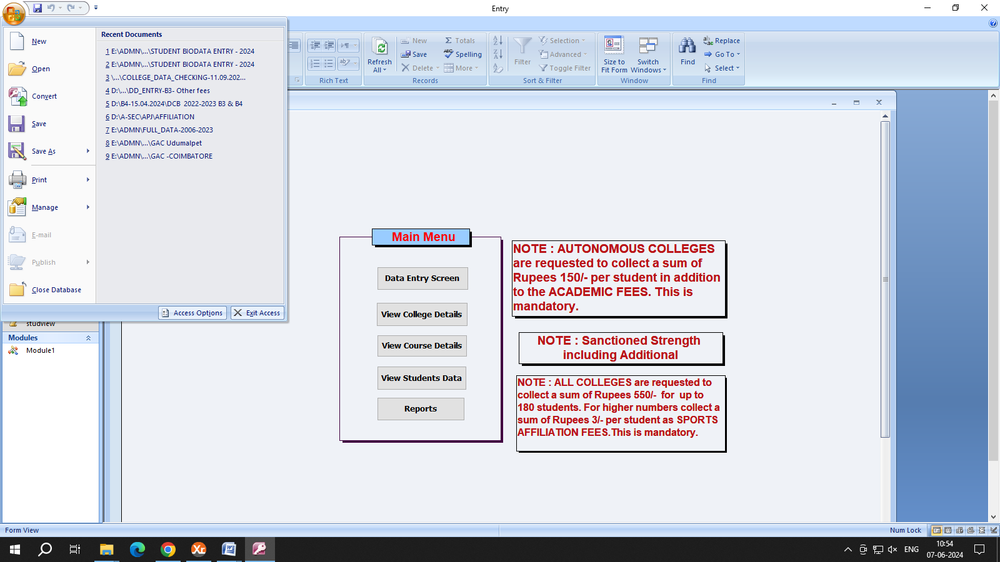 Entry
New
Open
Convert
Save
Save As
Print
Manage
E-mail
Publish
Close Database
Recent Documents
1 E:\ADMN\...\STUDENT BIODATA ENTRY - 2024
2 E:\ADMN\...\STUDENT BIODATA ENTRY - 2024
3 \...\COLLEGE_DATA_CHECKING-11.09.202...
4 D:\...\DD_ENTRY-B3- Other fees
5 D:\B4-15.04.2024\DCB  2022-2023 B3 & B4
6 D:\A-SEC\APJ\AFFILIATION
7 E:\ADMN\FULL_DATA-2006-2023
8 E:\ADMN\...\GAC Udumalpet
9 E:\ADMN\...\GAC -COIMBATORE
Access Options
Exit Access
Rich Text
Refresh All
New
Save
Delete
Totals
Spelling
More
Records
Filter
Selection
Advanced
Toggle Filter
Sort & Filter
Size to Fit Form
Switch Windows
Window
Find
Replace
Go To
Select
Find
studview
Modules
Module1
Main Menu
Data Entry Screen
View College Details
View Course Details
View Students Data
Reports
NOTE : AUTONOMOUS COLLEGES
are requested to collect a sum of
Rupees 150/- per student in addition
to the ACADEMIC FEES. This is
mandatory.
NOTE : Sanctioned Strength
including Additional
NOTE : ALL COLLEGES are requested to
collect a sum of Rupees 550/-  for  up to
180 students. For higher numbers collect a
sum of Rupees 3/- per student as SPORTS
AFFILIATION FEES.This is mandatory.
Form View
Num Lock
ENG
10:54
07-06-2024